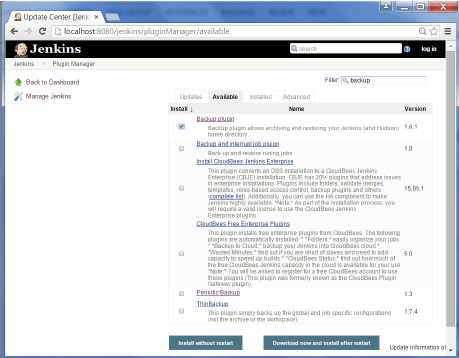 Update Center [Jenki
localhost:8080/jenkins/pluginManager/available
Jenkins
search
log in
Jenkins
Plugin Manager
Back to Dashboard
Manage Jenkins
Filter: backup
Updates Available Installed Advanced
Install ↓ Name Version
Backup plugin
Backup plugin allows archiving and restoring your Jenkins (and Hudson)
home directory.
1.6.1
Backup and interrupt job plugin
Back up and restore runing jobs
1.0
Install CloudBees Jenkins Enterprise
This plugin converts an OSS installation to a CloudBees Jenkins
Enterprise (CBJE) installation. CBJE has 20+ plugins that address issues
in enterprise installations. Plugins include folders, validate merges,
templates, roles-based access control, backup plugins and others
(complete list). Additionally, you can use the HA component to make
Jenkins highly available. *Note:* As part of the installation process, you
will require a valid license to use the CloudBees Jenkins
Enterprise plugins.
15.05.1
CloudBees Free Enterprise Plugins
This plugin installs free enterprise plugins from CloudBees. The following
plugins are automatically installed: * *Folders:* easily organize your jobs
* *Backup to Cloud:* backup your Jenkins into CloudBees cloud *
*Wasted Minutes:* find out if you are short of slaves and need to add
capacity to speed up builds * *CloudBees Status:* find out how much of
the free CloudBees Jenkins capacity in the cloud is available for your use
*Note:* You will be asked to register for a free CloudBees account to use
these plugins (This plugin was formerly known as the CloudBees Plugin
Gateway plugin)
5.0
Periodic Backup
1.3
ThinBackup
This plugin simply backs up the global and job specific configurations
(not the archive or the workspace).
1.7.4
Install without restart
Download now and install after restart
Update information ob